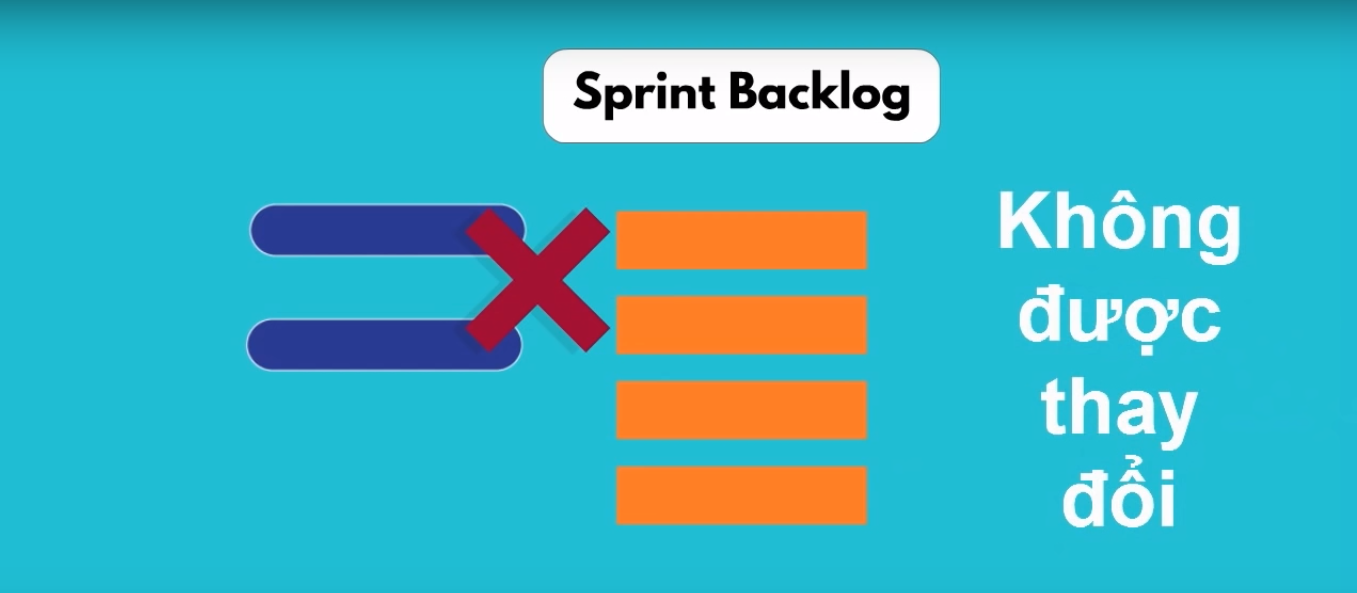 Sprint Backlog
Không
được
thay
đổi